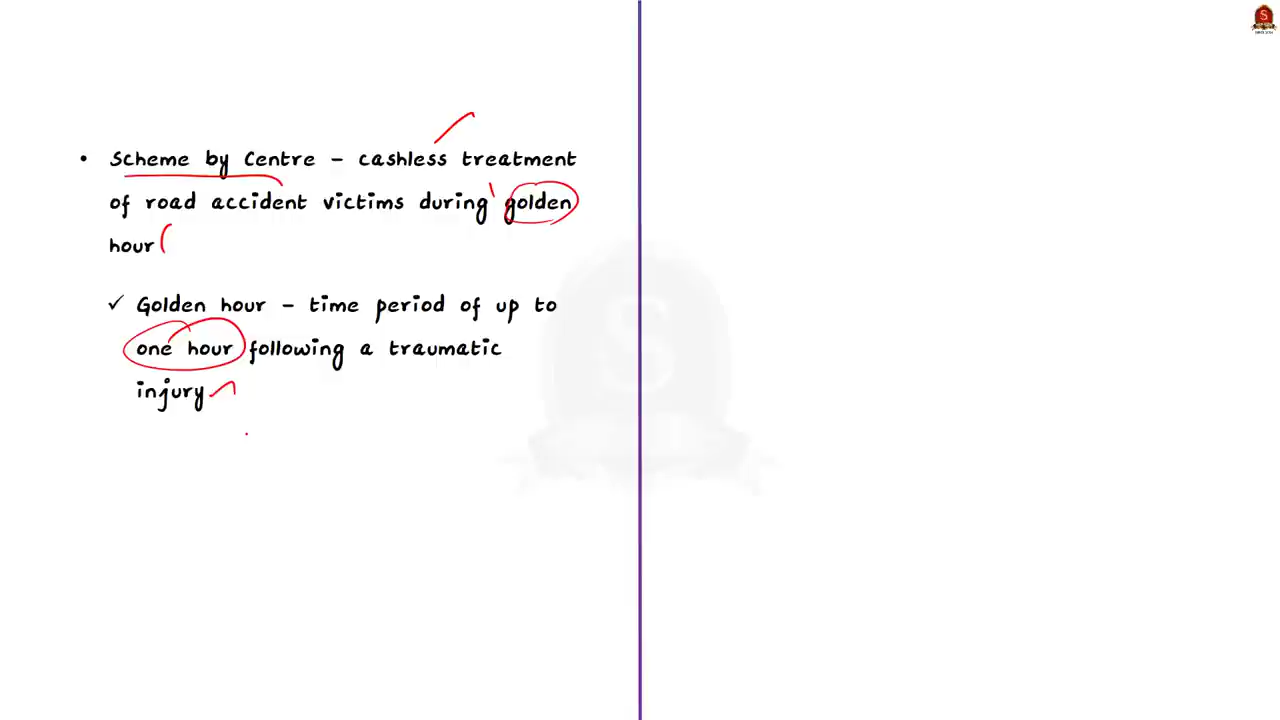 • Scheme by Centre - cashless treatment
of road accident victims during golden
hour
✓ Golden hour - time period of up to
one hour following a traumatic
injury